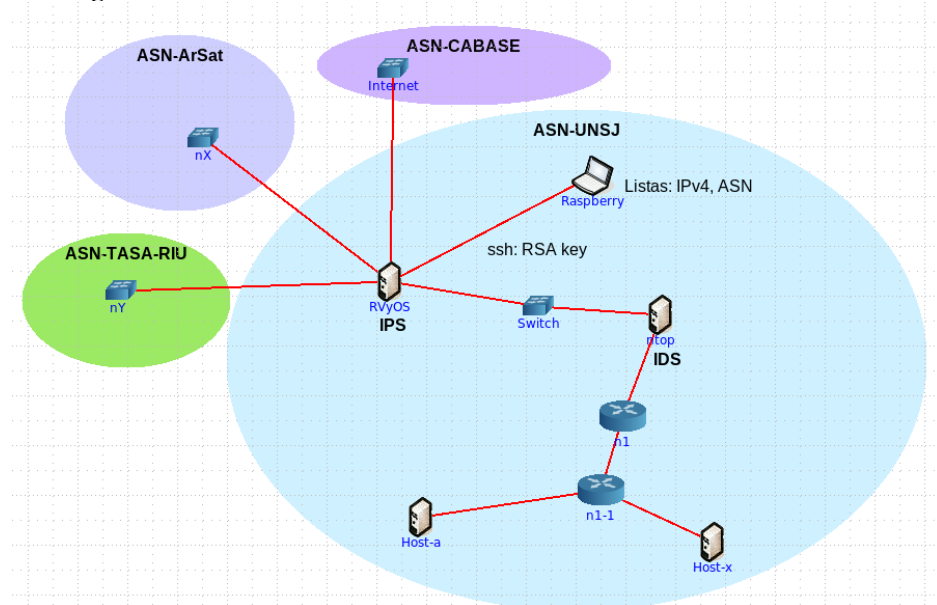 ASN-ArSat
ASN-CABASE
Internet
nX
ASN-UNSJ
Raspberry
Listas: IPv4, ASN
ssh: RSA key
ASN-TASA-RIU
nY
RVyOS
IPS
Switch
ntop
IDS
n1
n1-1
Host-a
Host-x